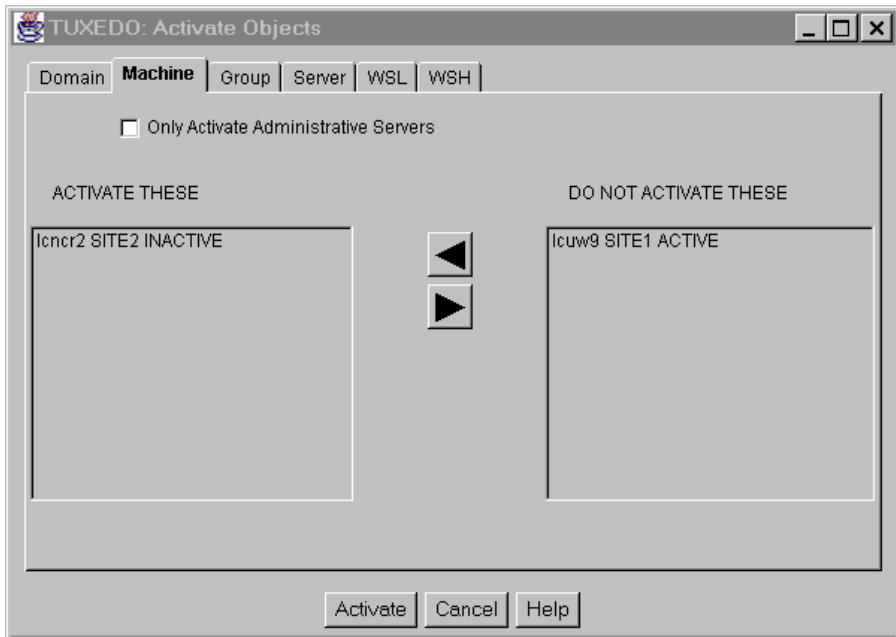 TUXEDO: Activate Objects
Domain Machine Group Server WSL WSH
Only Activate Administrative Servers
ACTIVATE THESE
DO NOT ACTIVATE THESE
lcncr2 SITE2 INACTIVE
lcuw9 SITE1 ACTIVE
Activate Cancel Help